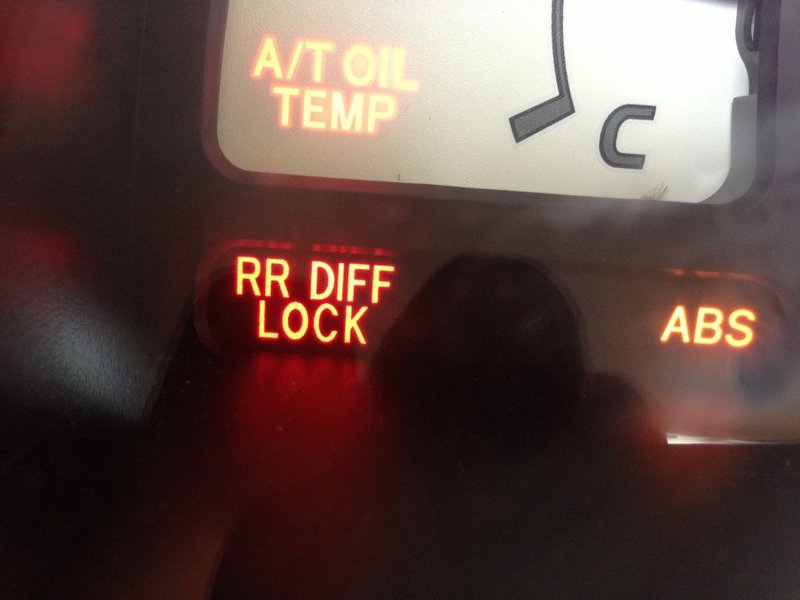 A/T OIL
TEMP
C
RR DIFF
LOCK
ABS